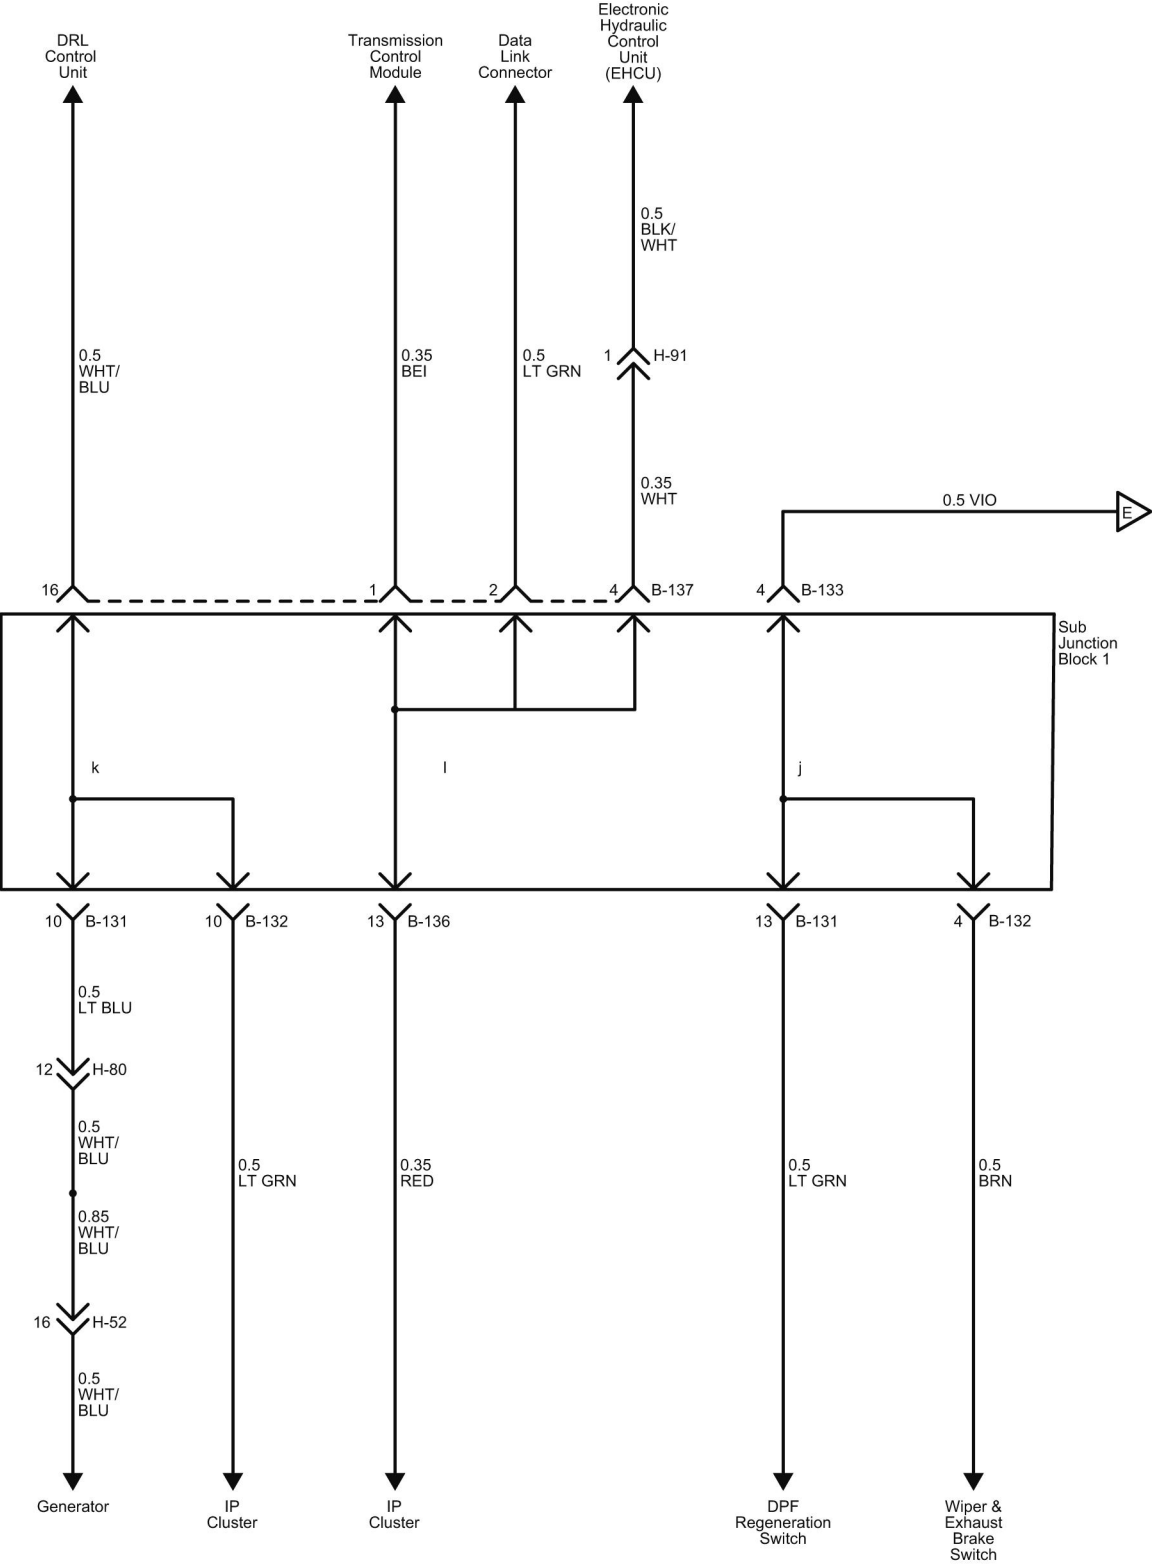 DRL
Control
Unit
Transmission
Control
Module
Data
Link
Connector
Electronic
Hydraulic
Control
Unit
(EHCU)
0.5
BLK/
WHT
0.5
WHT/
BLU
0.35
BEI
0.5
LT GRN
1 H-91
0.35
WHT
0.5 VIO
E
16 1 2 4 B-137 4 B-133
Sub
Junction
Block 1
k l j
10 B-131 10 B-132 13 B-136 13 B-131 4 B-132
0.5
LT BLU
12 H-80
0.5
WHT/
BLU
0.5
LT GRN
0.35
RED
0.5
LT GRN
0.5
BRN
0.85
WHT/
BLU
16 H-52
0.5
WHT/
BLU
Generator
IP
Cluster
IP
Cluster
DPF
Regeneration
Switch
Wiper &
Exhaust
Brake
Switch